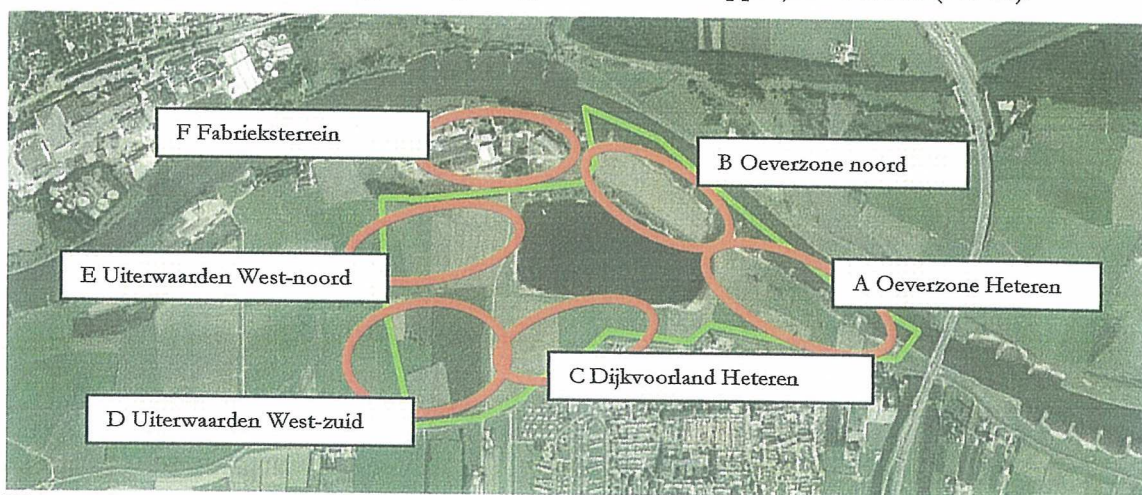 F Fabrieksterrein
B Oeverzone noord
E Uiterwaarden West-noord
A Oeverzone Heteren
C Dijkvoorland Heteren
D Uiterwaarden West-zuid